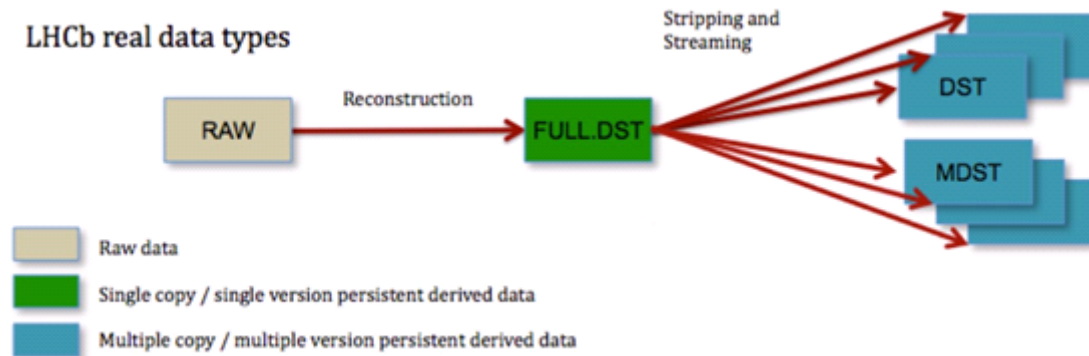 LHCb real data types
Stripping and
Streaming
Reconstruction
RAW
FULL.DST
DST
MDST
Raw data
Single copy / single version persistent derived data
Multiple copy / multiple version persistent derived data